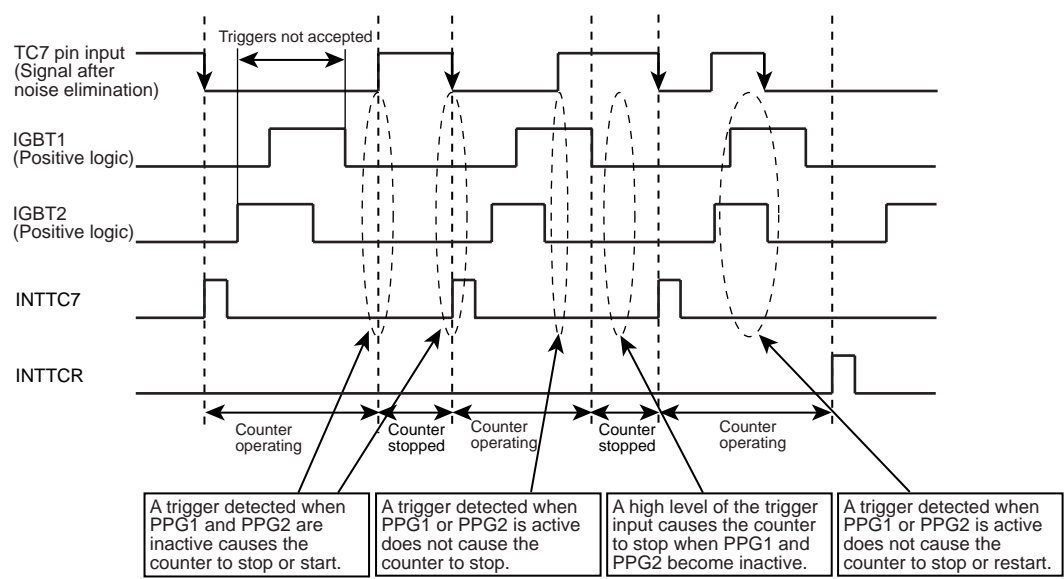 Triggers not accepted
TC7 pin input
(Signal after
noise elimination)
IGBT1
(Positive logic)
IGBT2
(Positive logic)
INTTC7
INTTCR
Counter
operating
Counter
stopped
Counter
operating
Counter
stopped
Counter
operating
A trigger detected when
PPG1 and PPG2 are
inactive causes the
counter to stop or start.
A trigger detected when
PPG1 or PPG2 is active
does not cause the
counter to stop.
A high level of the trigger
input causes the counter
to stop when PPG1 and
PPG2 become inactive.
A trigger detected when
PPG1 or PPG2 is active
does not cause the
counter to stop or restart.